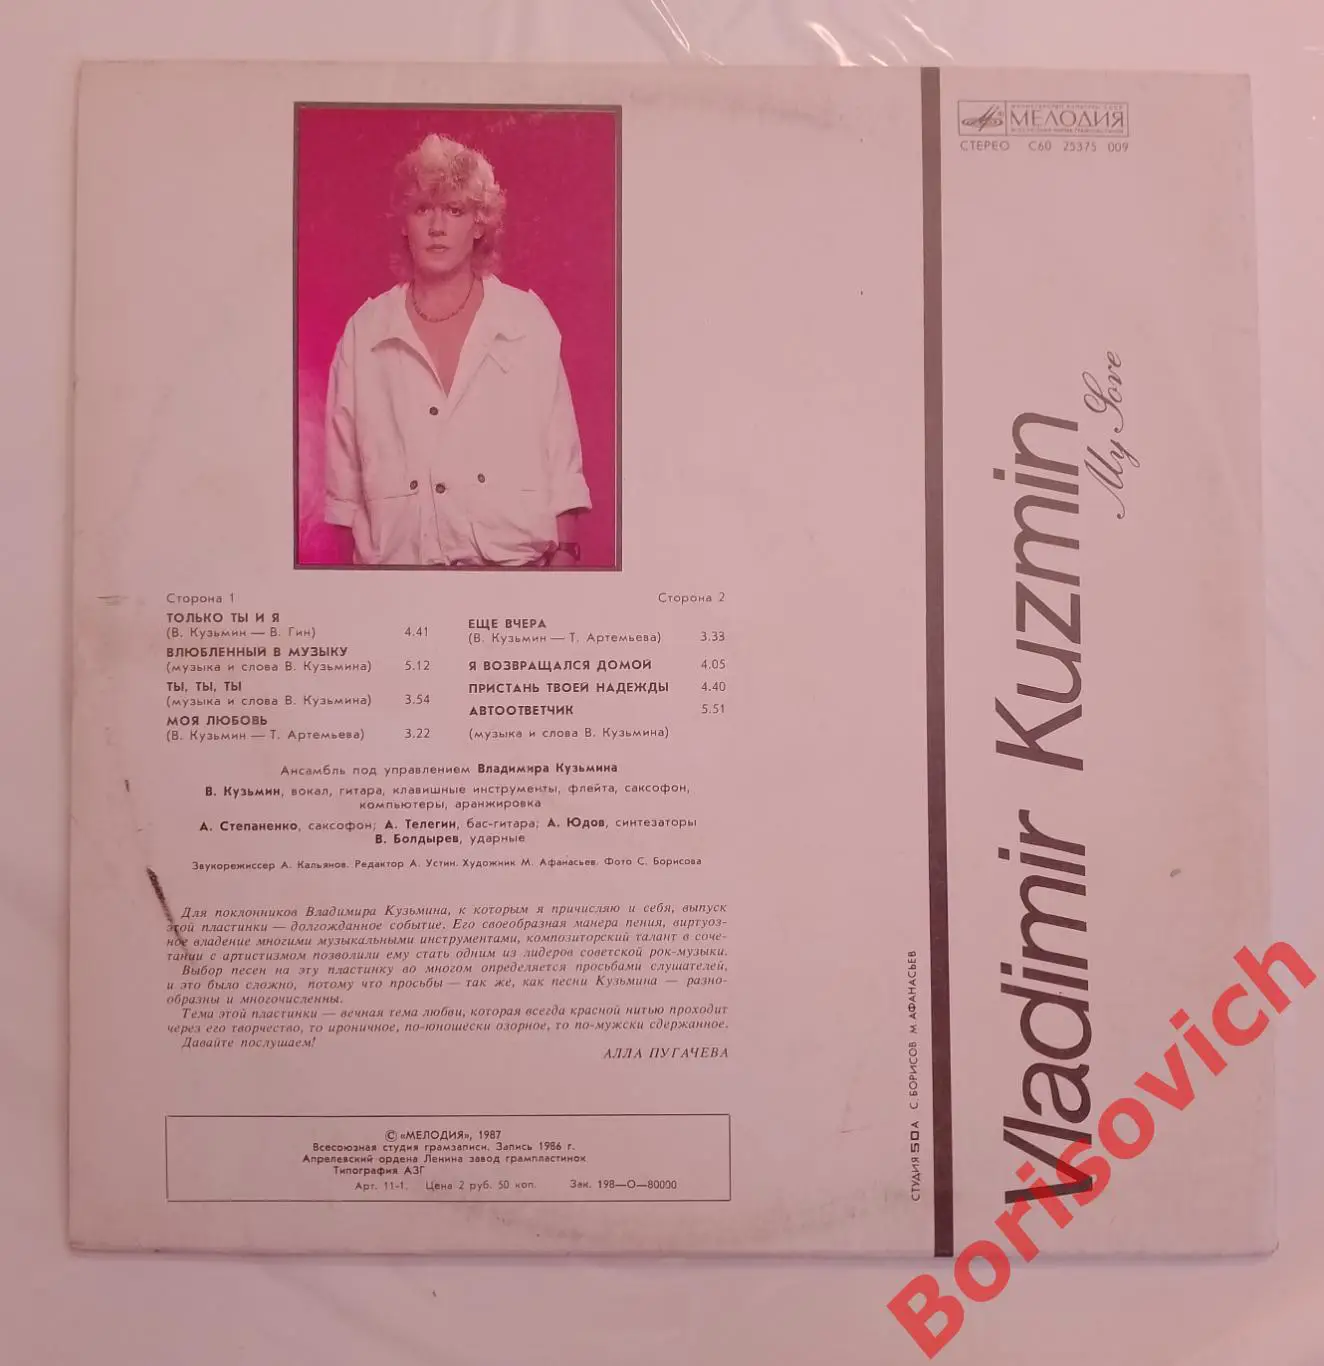 МИНИСТЕРСТВО КУЛЬТУРЫ СССР
МЕЛОДИЯ
ВСЕСОЮЗНАЯ ФИРМА ГРАМПЛАСТИНОК
СТЕРЕО С60 25375 009
Сторона 1
ТОЛЬКО ТЫ И Я
(В. Кузьмин — В. Гин) 4.41
ВЛЮБЛЕННЫЙ В МУЗЫКУ
(музыка и слова В. Кузьмина) 5.12
ТЫ, ТЫ, ТЫ
(музыка и слова В. Кузьмина) 3.54
МОЯ ЛЮБОВЬ
(В. Кузьмин — Т. Артемьева) 3.22
Сторона 2
ЕЩЕ ВЧЕРА
(В. Кузьмин — Т. Артемьева) 3.33
Я ВОЗВРАЩАЛСЯ ДОМОЙ 4.05
ПРИСТАНЬ ТВОЕЙ НАДЕЖДЫ 4.40
АВТООТВЕТЧИК 5.51
(музыка и слова В. Кузьмина)
Ансамбль под управлением Владимира Кузьмина
В. Кузьмин, вокал, гитара, клавишные инструменты, флейта, саксофон,
компьютеры, аранжировка
А. Степаненко, саксофон; А. Телегин, бас-гитара; А. Юдов, синтезаторы
В. Болдырев, ударные
Звукорежиссер А. Кальянов. Редактор А. Устин. Художник М. Афанасьев. Фото С. Борисова
Для поклонников Владимира Кузьмина, к которым я причисляю и себя, выпуск
этой пластинки — долгожданное событие. Его своеобразная манера пения, виртуоз-
ное владение многими музыкальными инструментами, композиторский талант в соче-
тании с артистизмом позволили ему стать одним из лидеров советской рок-музыки.
Выбор песен на эту пластинку во многом определяется просьбами слушателей,
и это было сложно, потому что просьбы — так же, как песни Кузьмина — разно-
образны и многочисленны.
Тема этой пластинки — вечная тема любви, которая всегда красной нитью проходит
через его творчество, то ироничное, по-юношески озорное, то по-мужски сдержанное.
Давайте послушаем!
АЛЛА ПУГАЧЕВА
© «МЕЛОДИЯ», 1987
Всесоюзная студия грамзаписи. Запись 1986 г.
Апрелевский ордена Ленина завод грампластинок
Типография АЗГ
Арт. 11-1. Цена 2 руб. 50 коп. Зак. 198—О—80000
СТУДИЯ 50А С. БОРИСОВ М. АФАНАСЬЕВ
Vladimir Kuzmin
My Love
Borisovich